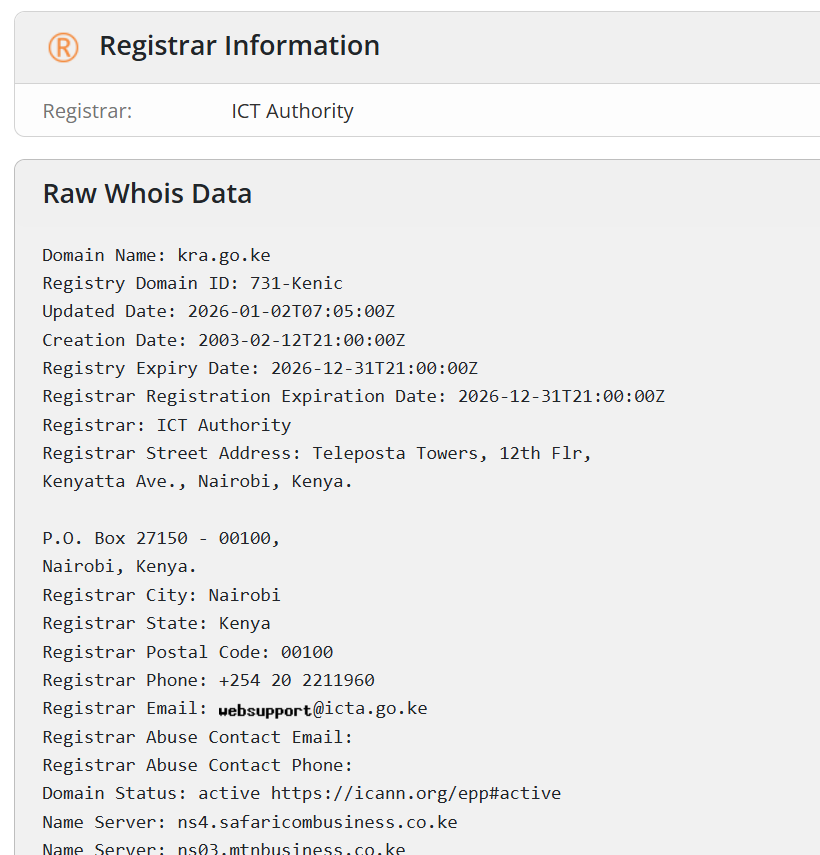 ® Registrar Information
Registrar: ICT Authority
Raw Whois Data
Domain Name: kra.go.ke
Registry Domain ID: 731-Kenic
Updated Date: 2026-01-02T07:05:00Z
Creation Date: 2003-02-12T21:00:00Z
Registry Expiry Date: 2026-12-31T21:00:00Z
Registrar Registration Expiration Date: 2026-12-31T21:00:00Z
Registrar: ICT Authority
Registrar Street Address: Teleposta Towers, 12th Flr,
Kenyatta Ave., Nairobi, Kenya.
P.O. Box 27150 - 00100,
Nairobi, Kenya.
Registrar City: Nairobi
Registrar State: Kenya
Registrar Postal Code: 00100
Registrar Phone: +254 20 2211960
Registrar Email: websupport@icta.go.ke
Registrar Abuse Contact Email:
Registrar Abuse Contact Phone:
Domain Status: active https://icann.org/epp#active
Name Server: ns4.safaricombusiness.co.ke
Name Server: ns03.mtnbusiness.co.ke